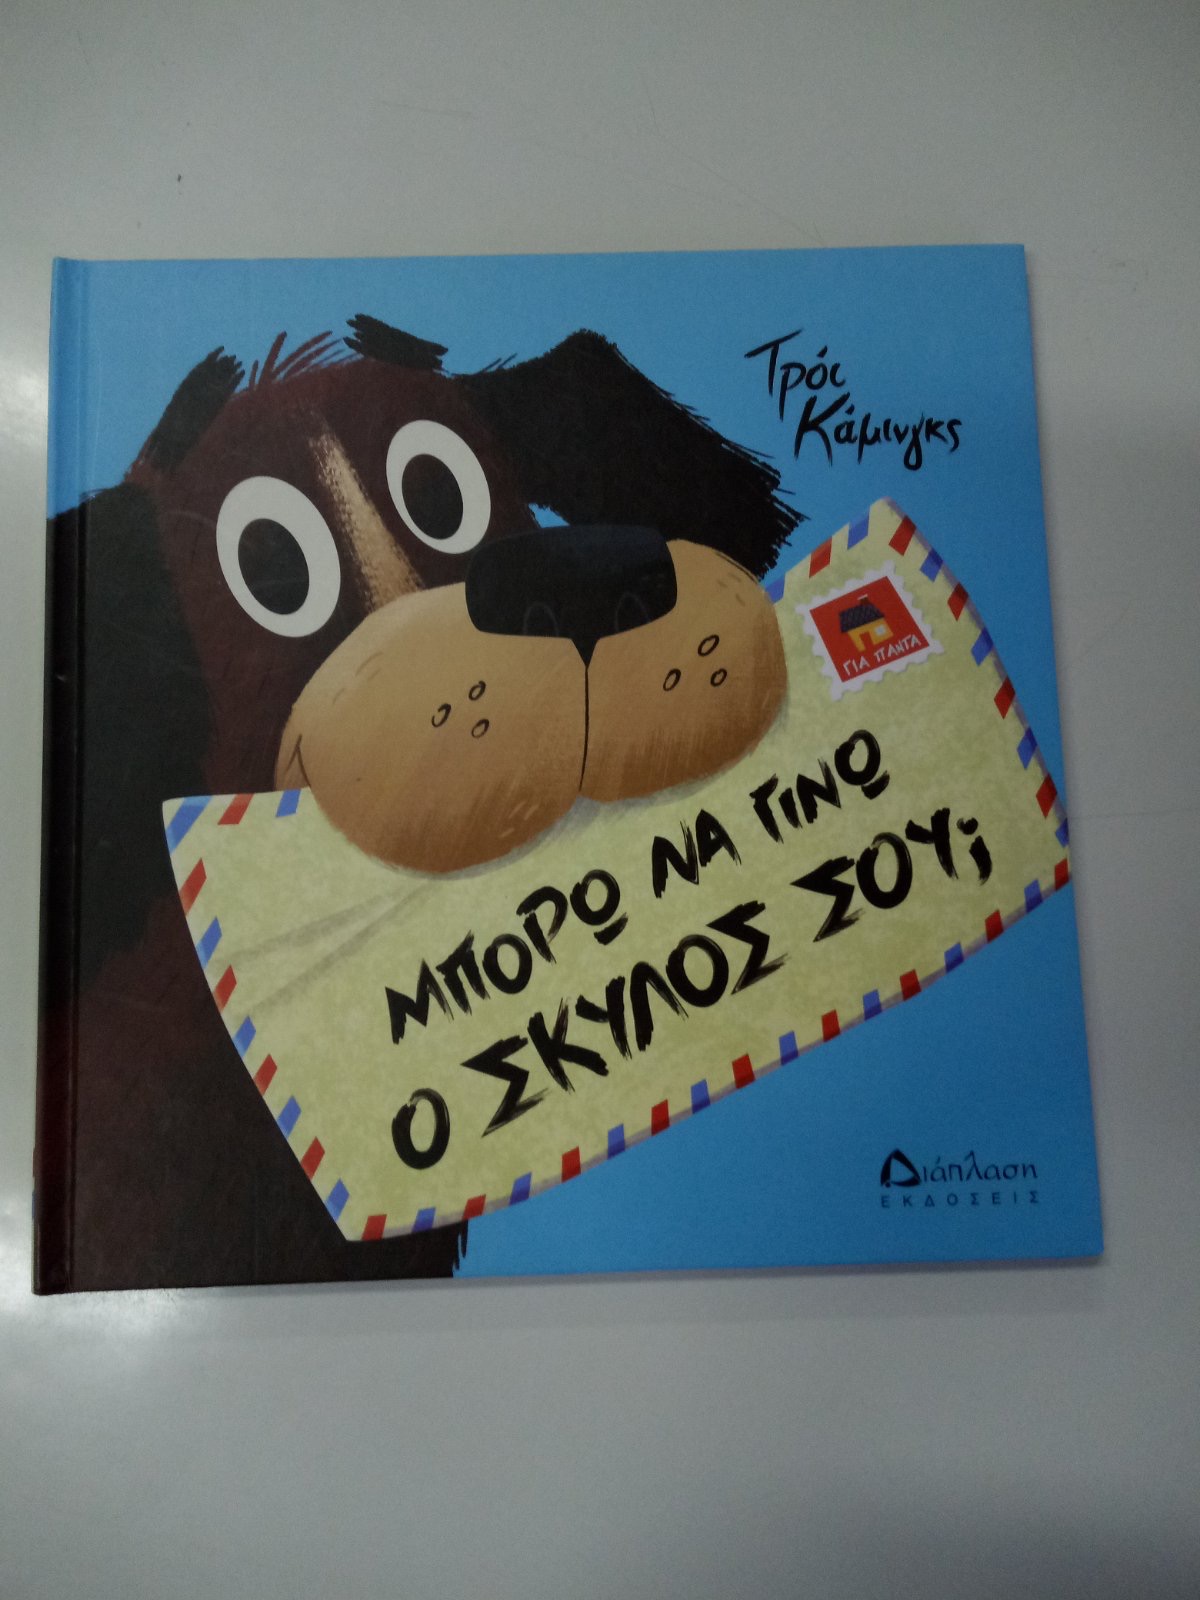 Τρόι
Κάμινγκς
ΓΙΑ ΠΑΝΤΑ
ΜΠΟΡΩ ΝΑ ΓΙΝΩ
Ο ΣΚΥΛΟΣ ΣΟΥ;
Διάπλαση
ΕΚΔΟΣΕΙΣ